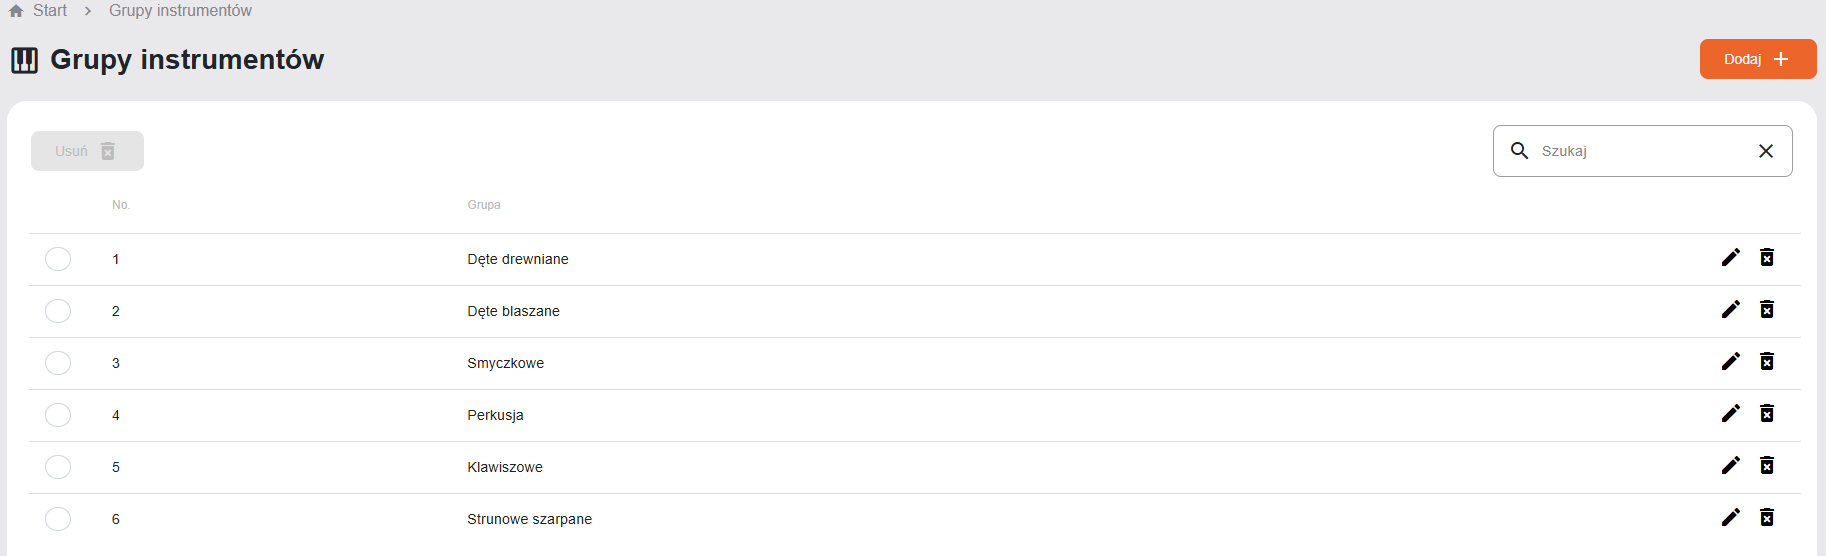 Start > Grupy instrumentów
Grupy instrumentów
Dodaj +
Usuń
Szukaj
No. Grupa
1 Dęte drewniane
2 Dęte blaszane
3 Smyczkowe
4 Perkusja
5 Klawiszowe
6 Strunowe szarpane